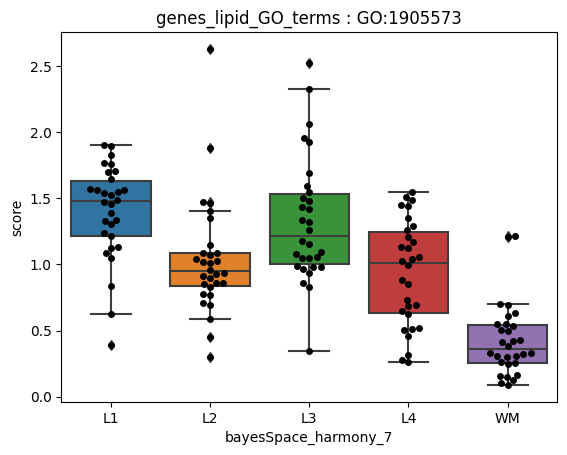 genes_lipid_GO_terms : GO:1905573
2.5
2.0
1.5
1.0
0.5
0.0
score
L1 L2 L3 L4 WM
bayesSpace_harmony_7